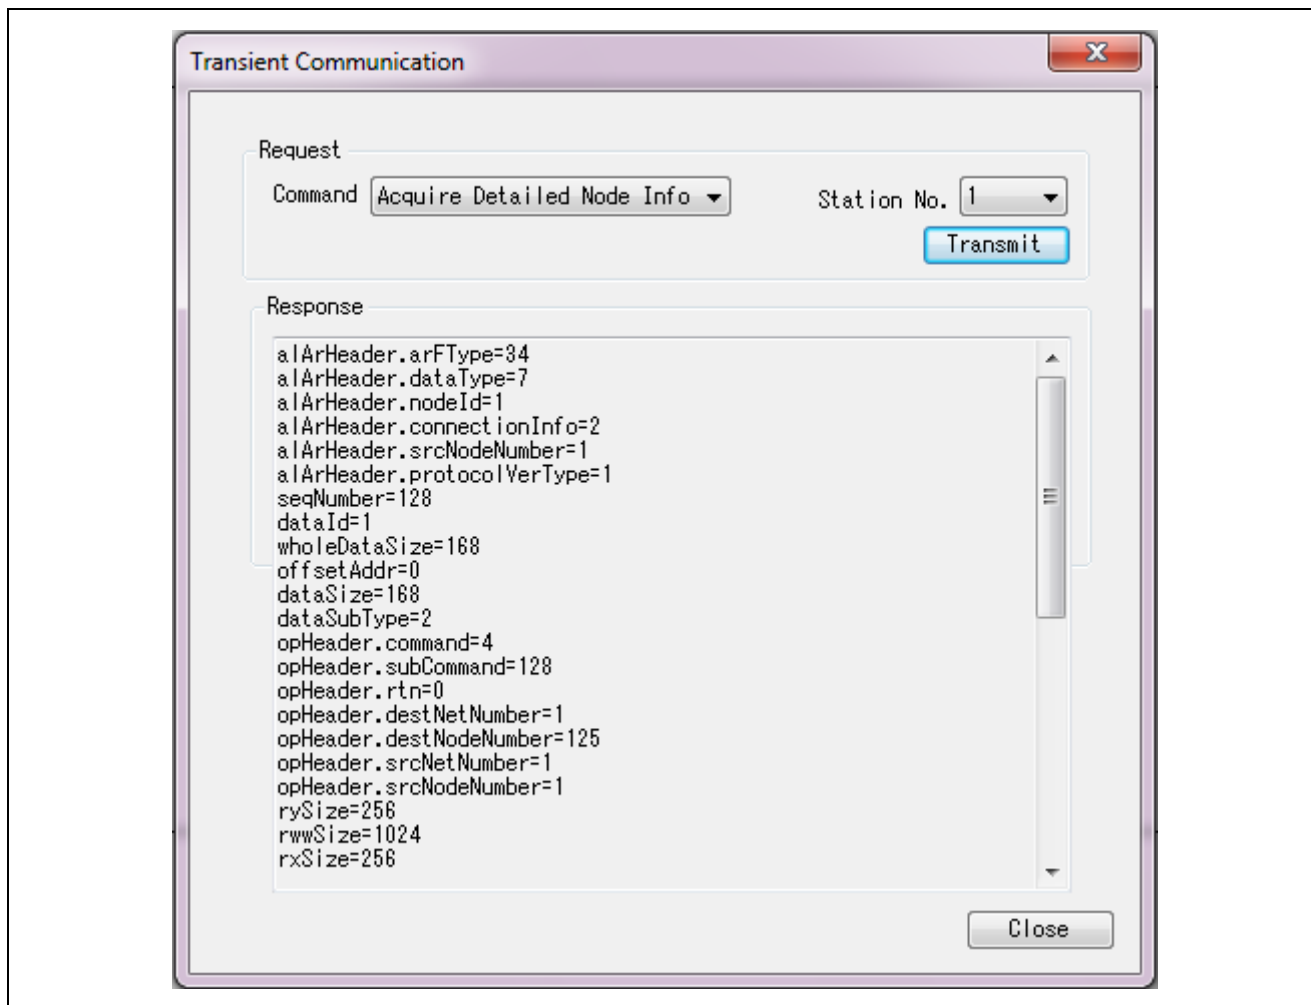 Transient Communication
Request
Command Acquire Detailed Node Info Station No. 1
Transmit
Response
alArHeader.arFType=34
alArHeader.dataType=7
alArHeader.nodeId=1
alArHeader.connectionInfo=2
alArHeader.srcNodeNumber=1
alArHeader.protocolVerType=1
seqNumber=128
dataId=1
wholeDataSize=168
offsetAddr=0
dataSize=168
dataSubType=2
opHeader.command=4
opHeader.subCommand=128
opHeader.rtn=0
opHeader.destNetNumber=1
opHeader.destNodeNumber=125
opHeader.srcNetNumber=1
opHeader.srcNodeNumber=1
rySize=256
rwwSize=1024
rxSize=256
Close